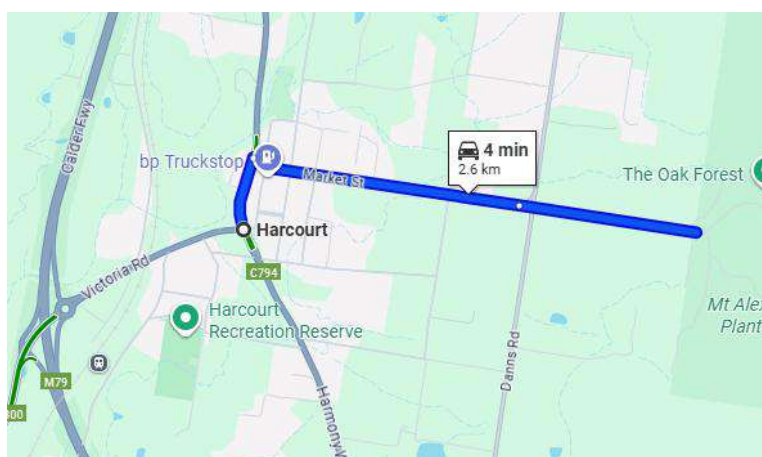 Calder Fwy
bp Truckstop
Market St
4 min
2.6 km
The Oak Forest
Harcourt
Victoria Rd
C794
Harcourt
Recreation Reserve
Mt Alex
Plant
Danns Rd
M79
Harmony